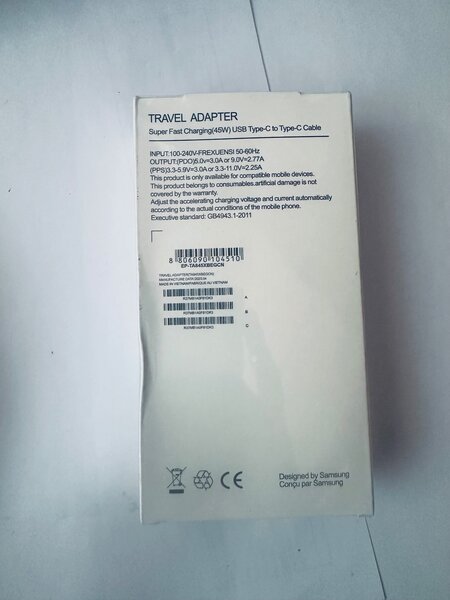 TRAVEL ADAPTER
Super Fast Charging(45W) USB Type-C to Type-C Cable
INPUT:100-240V-FREXUENSI 50-60Hz
OUTPUT:(PDO)5.0v=3.0A or 9.0V=2.77A
(PPS)3.3-5.9V=3.0A or 3.3-11.0V=2.25A
This product is only available for compatible mobile devices.
This product belongs to consumables,artificial damage is not
covered by the warranty.
Adjust the accelerating charging voltage and current automatically
according to the actual conditions of the mobile phone.
Executive standard: GB4943.1-2011
8 806090 104510
EP-TA845XBEGCN
MADE IN VIETNAM/FABRIQUE AU VIETNAM
A
B
C
CE
Designed by Samsung
Conçu par Samsung